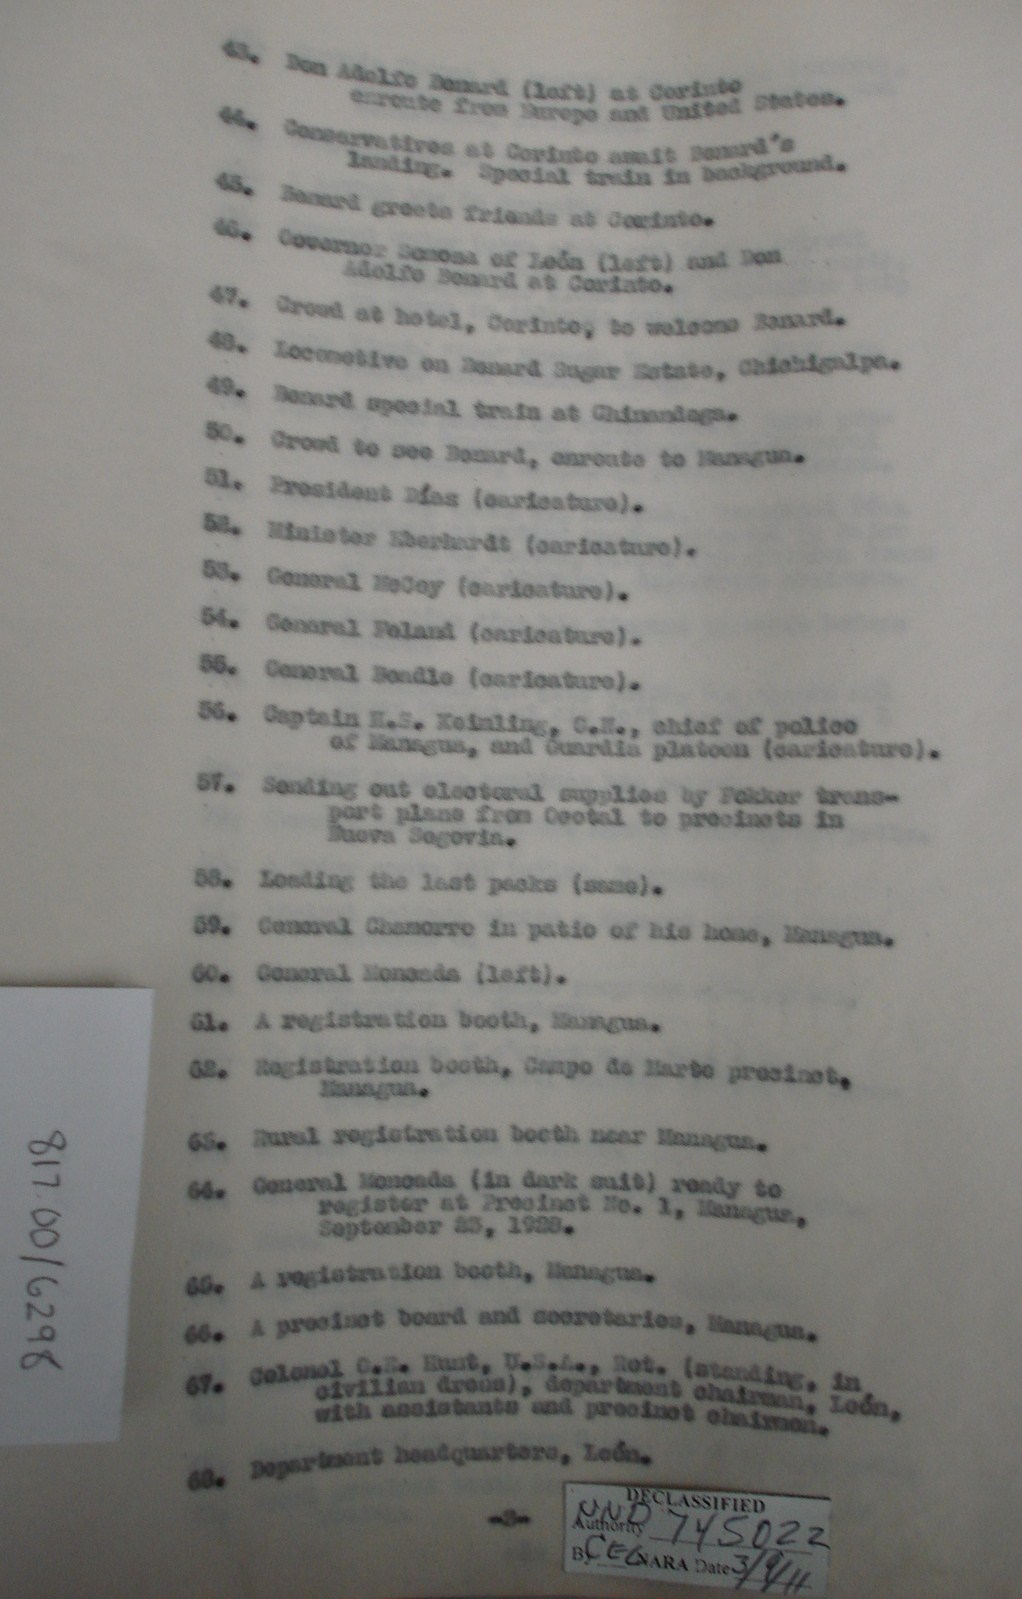 43. Don Adolfo Benard (left) at Corinto
enroute from Europe and United States.
44. Conservatives at Corinto await Benard's
landing. Special train in background.
45. Benard greets friends at Corinto.
46. Governor Somoza of León (left) and Don
Adolfo Benard at Corinto.
47. Crowd at hotel, Corinto, to welcome Banard.
48. Locomotive on Benard Sugar Estate, Chichigalpa.
49. Benard special train at Chinandega.
50. Crowd to see Benard, enroute to Managua.
51. President Díaz (caricature).
52. Minister Eberhardt (caricature).
53. General McCoy (caricature).
54. General Feland (caricature).
55. General Beadle (caricature).
56. Captain H.S. Keimling, G.N., chief of police
of Managua, and Guardia platoon (caricature).
57. Sending out electoral supplies by Fokker trans-
port plane from Ocotal to precincts in
Nueva Segovia.
58. Loading the last packs (same).
59. General Chamorro in patio of his home, Managua.
60. General Moncada (left).
61. A registration booth, Managua.
62. Registration booth, Campo de Marte precinct,
Managua.
63. Rural registration booth near Managua.
64. General Moncada (in dark suit) ready to
register at Precinct No. 1, Managua,
September 23, 1928.
65. A registration booth, Managua.
66. A precinct board and secretaries, Managua.
67. Colonel O.E. Hunt, U.S.A., Ret. (standing, in
civilian dress), department chairman, León,
with assistants and precinct chairmen.
68. Department headquarters, León.
-3-
817.00/6298
DECLASSIFIED
Authority NND 745022
By CEG NARA Date 3/9/11